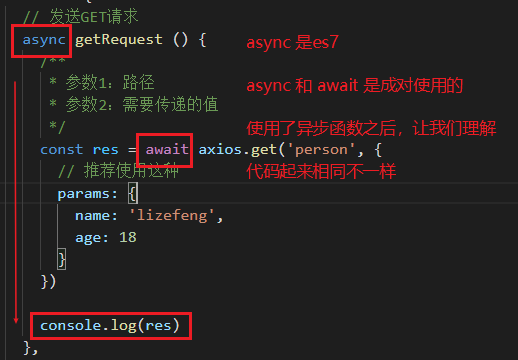 // 发送GET请求
async getRequest () {
async 是es7
/**
* 参数1：路径
async 和 await 是成对使用的
* 参数2：需要传递的值
*/
使用了异步函数之后，让我们理解
const res = await axios.get('person', {
// 推荐使用这种
代码起来相同不一样
params: {
name: 'lizefeng',
age: 18
}
})
console.log(res)
},